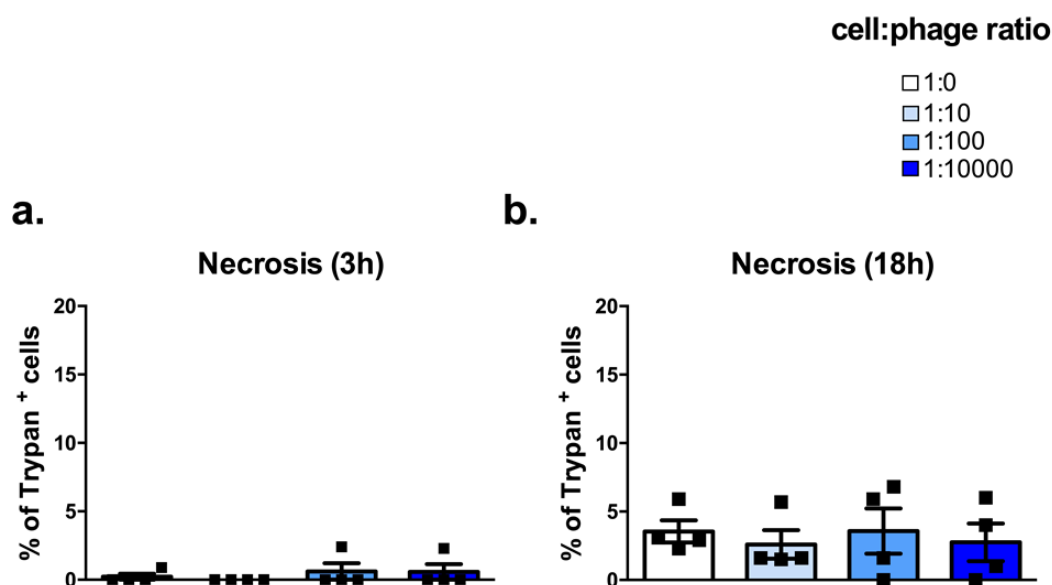 cell:phage ratio
1:0
1:10
1:100
1:10000
a.
Necrosis (3h)
% of Trypan + cells
20
15
10
5
0
b.
Necrosis (18h)
% of Trypan + cells
20
15
10
5
0